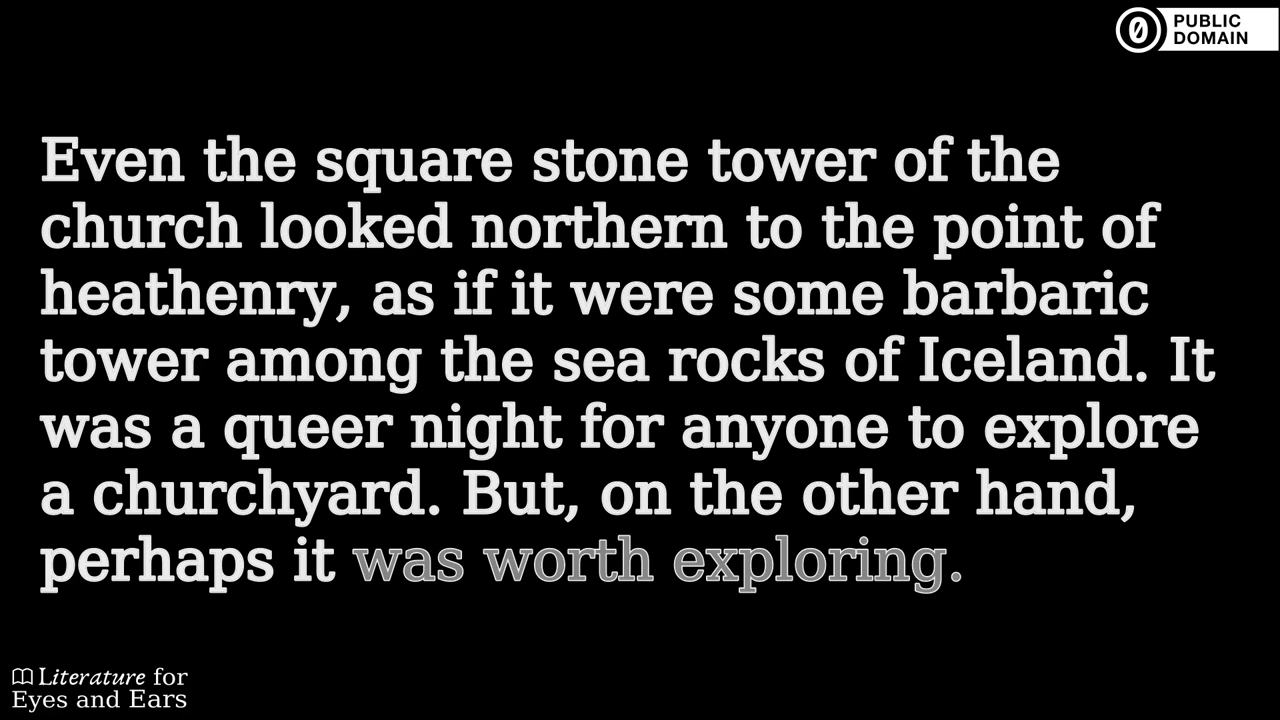 PUBLIC
DOMAIN
Even the square stone tower of the
church looked northern to the point of
heathenry, as if it were some barbaric
tower among the sea rocks of Iceland. It
was a queer night for anyone to explore
a churchyard. But, on the other hand,
perhaps it was worth exploring.
Literature for
Eyes and Ears